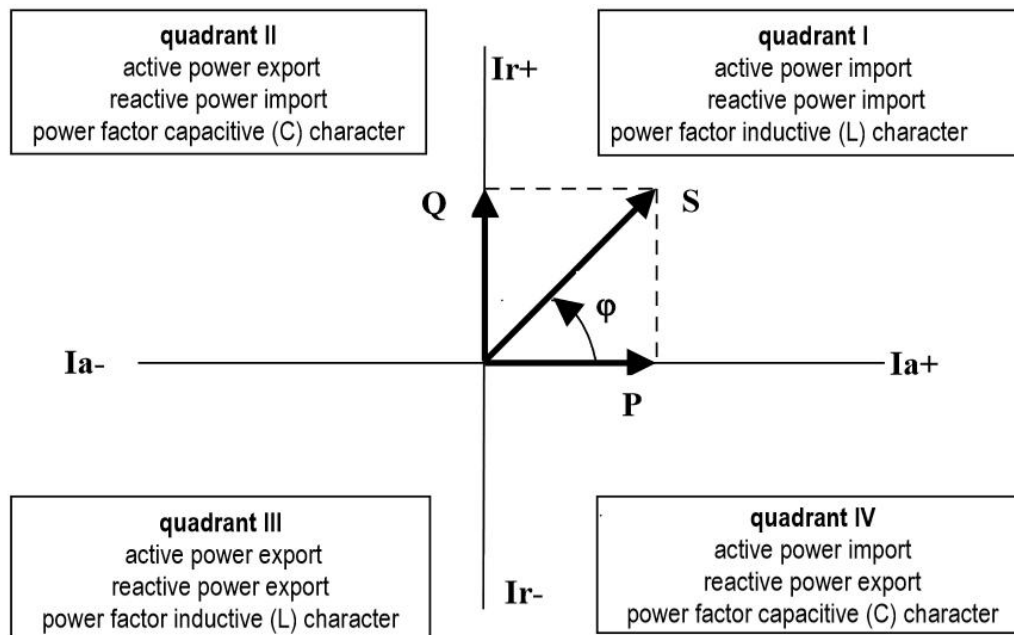 quadrant II
active power export
reactive power import
power factor capacitive (C) character
quadrant I
active power import
reactive power import
power factor inductive (L) character
Ir+
Q
S
φ
Ia-
Ia+
P
quadrant III
active power export
reactive power export
power factor inductive (L) character
Ir-
quadrant IV
active power import
reactive power export
power factor capacitive (C) character